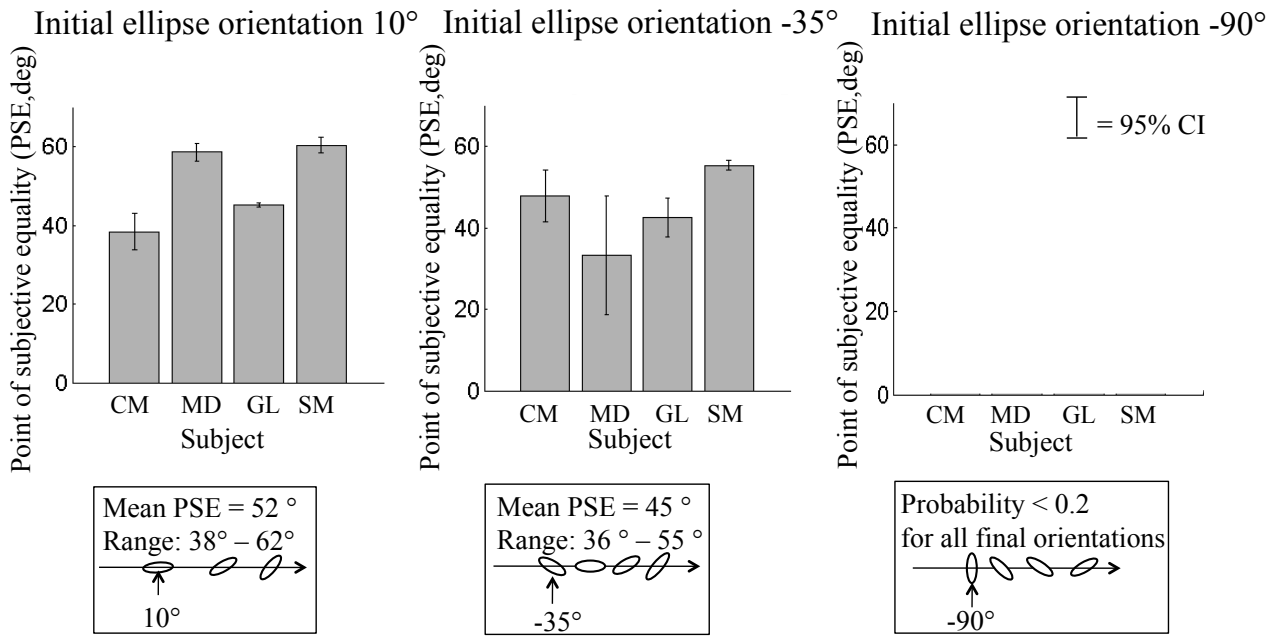 Initial ellipse orientation 10°
Point of subjective equality (PSE,deg)
60
40
20
0
CM MD GL SM
Subject
Mean PSE = 52 °
Range: 38° – 62°
10°
Initial ellipse orientation -35°
Point of subjective equality (PSE,deg)
60
40
20
0
CM MD GL SM
Subject
Mean PSE = 45 °
Range: 36 ° – 55 °
-35°
Initial ellipse orientation -90°
Point of subjective equality (PSE,deg)
= 95% CI
60
40
20
0
CM MD GL SM
Subject
Probability < 0.2
for all final orientations
-90°